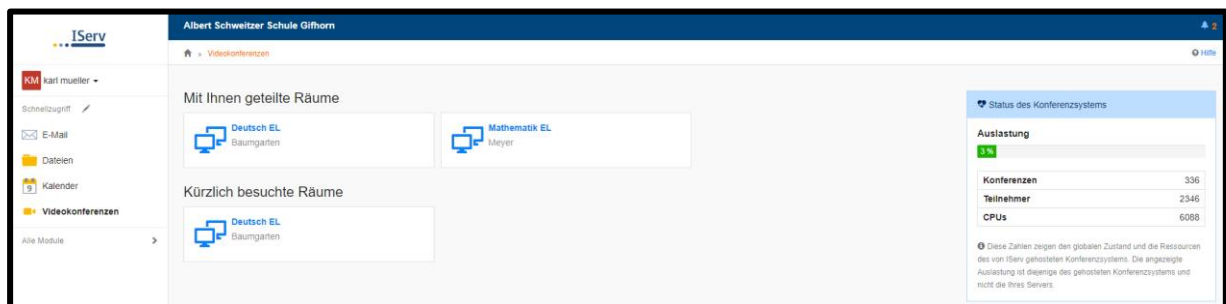 IServ
Albert Schweitzer Schule Gifhorn
2
» Videokonferenzen
Hilfe
KM karl mueller
Schnellzugriff
E-Mail
Dateien
9 Kalender
Videokonferenzen
Alle Module
Mit Ihnen geteilte Räume
Deutsch EL
Baumgarten
Mathematik EL
Meyer
Kürzlich besuchte Räume
Deutsch EL
Baumgarten
Status des Konferenzsystems
Auslastung
3 %
Konferenzen 336
Teilnehmer 2346
CPUs 6088
Diese Zahlen zeigen den globalen Zustand und die Ressourcen
des von IServ gehosteten Konferenzsystems. Die angezeigte
Auslastung ist diejenige des gehosteten Konferenzsystems und
nicht die Ihres Servers